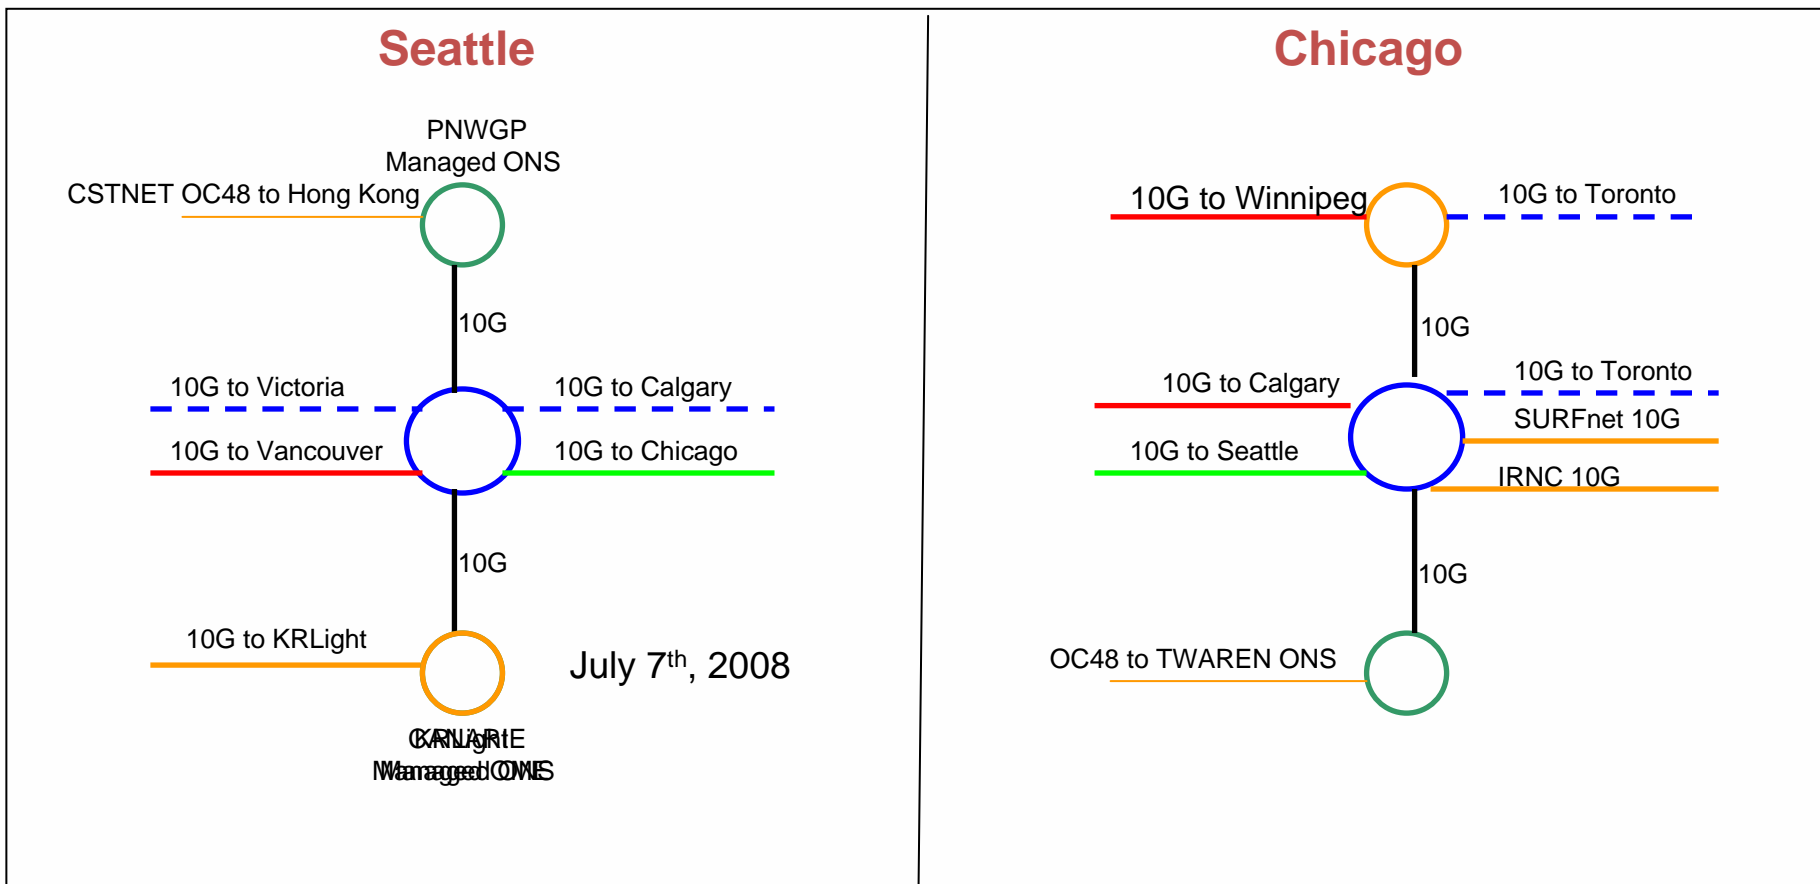 Seattle
PNWGP
Managed ONS
CSTNET OC48 to Hong Kong
10G
10G to Victoria
10G to Calgary
10G to Vancouver
10G to Chicago
10G
10G to KRLight
July 7th, 2008
Chicago
10G to Winnipeg
10G to Toronto
10G
10G to Toronto
10G to Calgary
SURFnet 10G
10G to Seattle
IRNC 10G
10G
OC48 to TWAREN ONS